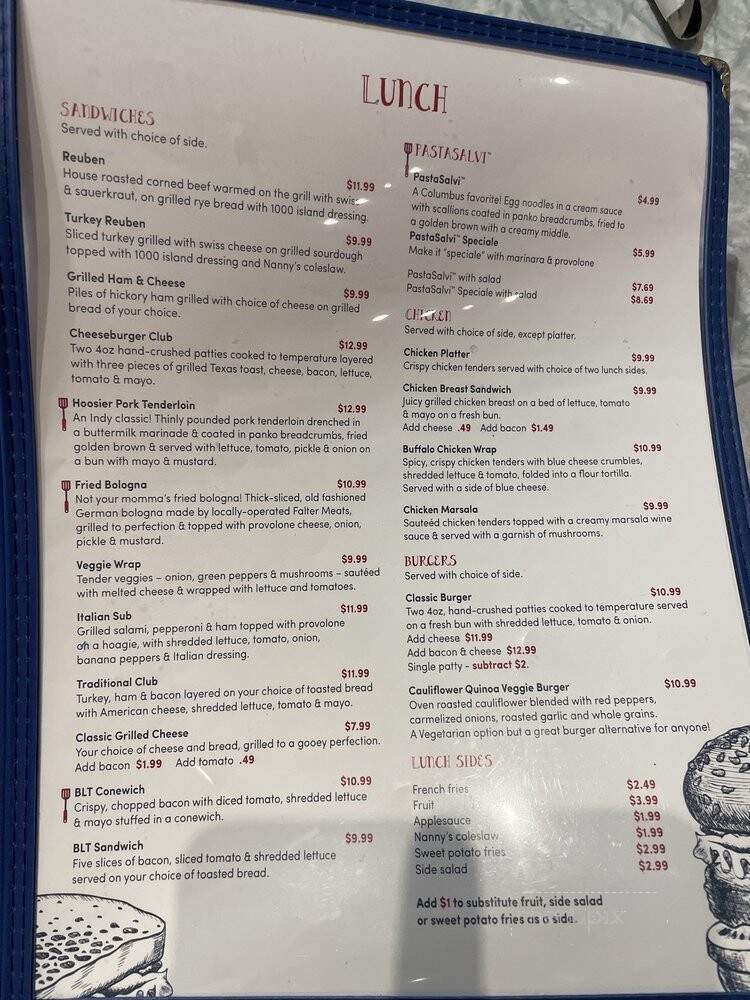 LUNCH
SANDWICHES
Served with choice of side.
Reuben $11.99
House roasted corned beef warmed on the grill with swiss
& sauerkraut, on grilled rye bread with 1000 island dressing.
Turkey Reuben $9.99
Sliced turkey grilled with swiss cheese on grilled sourdough
topped with 1000 island dressing and Nanny's coleslaw.
Grilled Ham & Cheese $9.99
Piles of hickory ham grilled with choice of cheese on grilled
bread of your choice.
Cheeseburger Club $12.99
Two 4oz hand-crushed patties cooked to temperature layered
with three pieces of grilled Texas toast, cheese, bacon, lettuce,
tomato & mayo.
Hoosier Pork Tenderloin $12.99
An Indy classic! Thinly pounded pork tenderloin drenched in
a buttermilk marinade & coated in panko breadcrumbs, fried
golden brown & served with lettuce, tomato, pickle & onion on
a bun with mayo & mustard.
Fried Bologna $10.99
Not your momma's fried bologna! Thick-sliced, old fashioned
German bologna made by locally-operated Falter Meats,
grilled to perfection & topped with provolone cheese, onion,
pickle & mustard.
Veggie Wrap $9.99
Tender veggies – onion, green peppers & mushrooms – sautéed
with melted cheese & wrapped with lettuce and tomatoes.
Italian Sub $11.99
Grilled salami, pepperoni & ham topped with provolone
on a hoagie, with shredded lettuce, tomato, onion,
banana peppers & Italian dressing.
Traditional Club $11.99
Turkey, ham & bacon layered on your choice of toasted bread
with American cheese, shredded lettuce, tomato & mayo.
Classic Grilled Cheese $7.99
Your choice of cheese and bread, grilled to a gooey perfection.
Add bacon $1.99 Add tomato .49
BLT Conewich $10.99
Crispy, chopped bacon with diced tomato, shredded lettuce
& mayo stuffed in a conewich.
BLT Sandwich $9.99
Five slices of bacon, sliced tomato & shredded lettuce
served on your choice of toasted bread.
PASTASALVI™
PastaSalvi™ $4.99
A Columbus favorite! Egg noodles in a cream sauce
with scallions coated in panko breadcrumbs, fried to
a golden brown with a creamy middle.
PastaSalvi™ Speciale $5.99
Make it "speciale" with marinara & provolone
PastaSalvi™ with salad $7.69
PastaSalvi™ Speciale with salad $8.69
CHICKEN
Served with choice of side, except platter.
Chicken Platter $9.99
Crispy chicken tenders served with choice of two lunch sides.
Chicken Breast Sandwich $9.99
Juicy grilled chicken breast on a bed of lettuce, tomato
& mayo on a fresh bun.
Add cheese .49 Add bacon $1.49
Buffalo Chicken Wrap $10.99
Spicy, crispy chicken tenders with blue cheese crumbles,
shredded lettuce & tomato, folded into a flour tortilla.
Served with a side of blue cheese.
Chicken Marsala $9.99
Sauteéd chicken tenders topped with a creamy marsala wine
sauce & served with a garnish of mushrooms.
BURGERS
Served with choice of side.
Classic Burger $10.99
Two 4oz, hand-crushed patties cooked to temperature served
on a fresh bun with shredded lettuce, tomato & onion.
Add cheese $11.99
Add bacon & cheese $12.99
Single patty - subtract $2.
Cauliflower Quinoa Veggie Burger $10.99
Oven roasted cauliflower blended with red peppers,
carmelized onions, roasted garlic and whole grains.
A Vegetarian option but a great burger alternative for anyone!
LUNCH SIDES
French fries $2.49
Fruit $3.99
Applesauce $1.99
Nanny's coleslaw $1.99
Sweet potato fries $2.99
Side salad $2.99
Add $1 to substitute fruit, side salad
or sweet potato fries as a side.